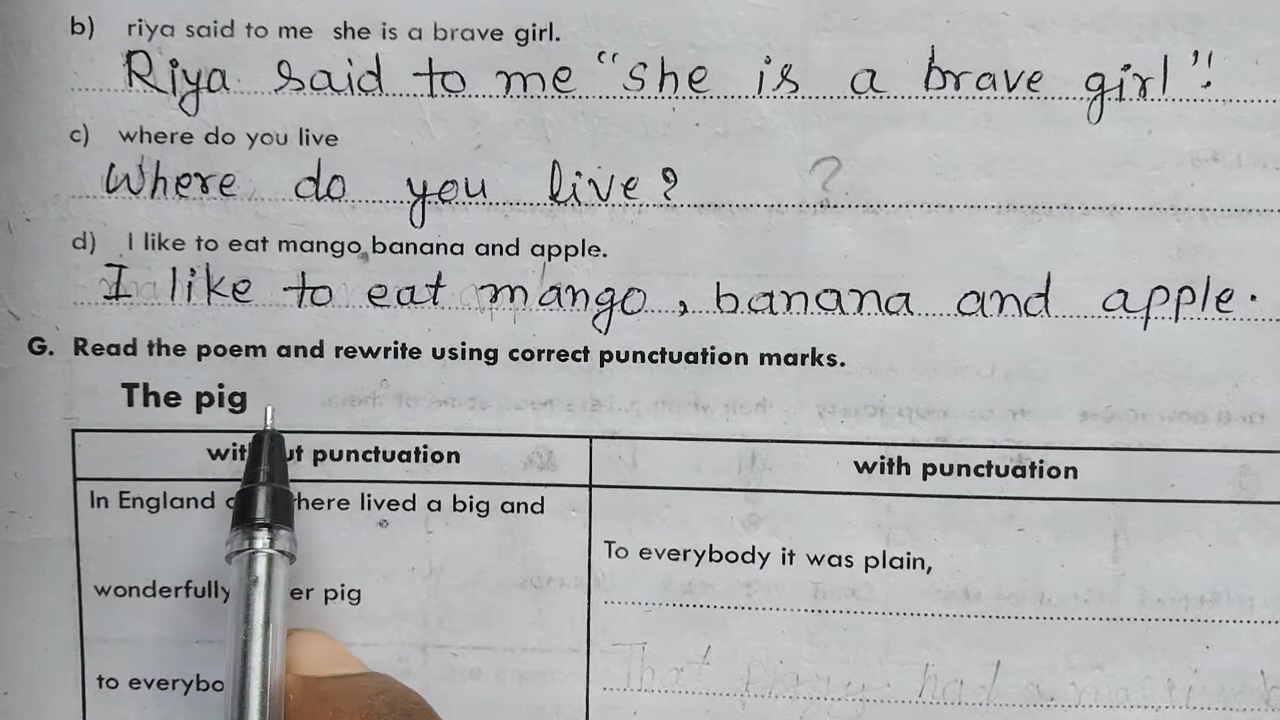 b) riya said to me she is a brave girl.
Riya said to me “she is a brave girl”!
c) where do you live
Where do you live? ?
d) I like to eat mango,banana and apple.
I like to eat mango, banana and apple.
G. Read the poem and rewrite using correct punctuation marks.
The pig
punctuation
with punctuation
In England lived a big and
To everybody it was plain,
wonderfully pig
to
That had a